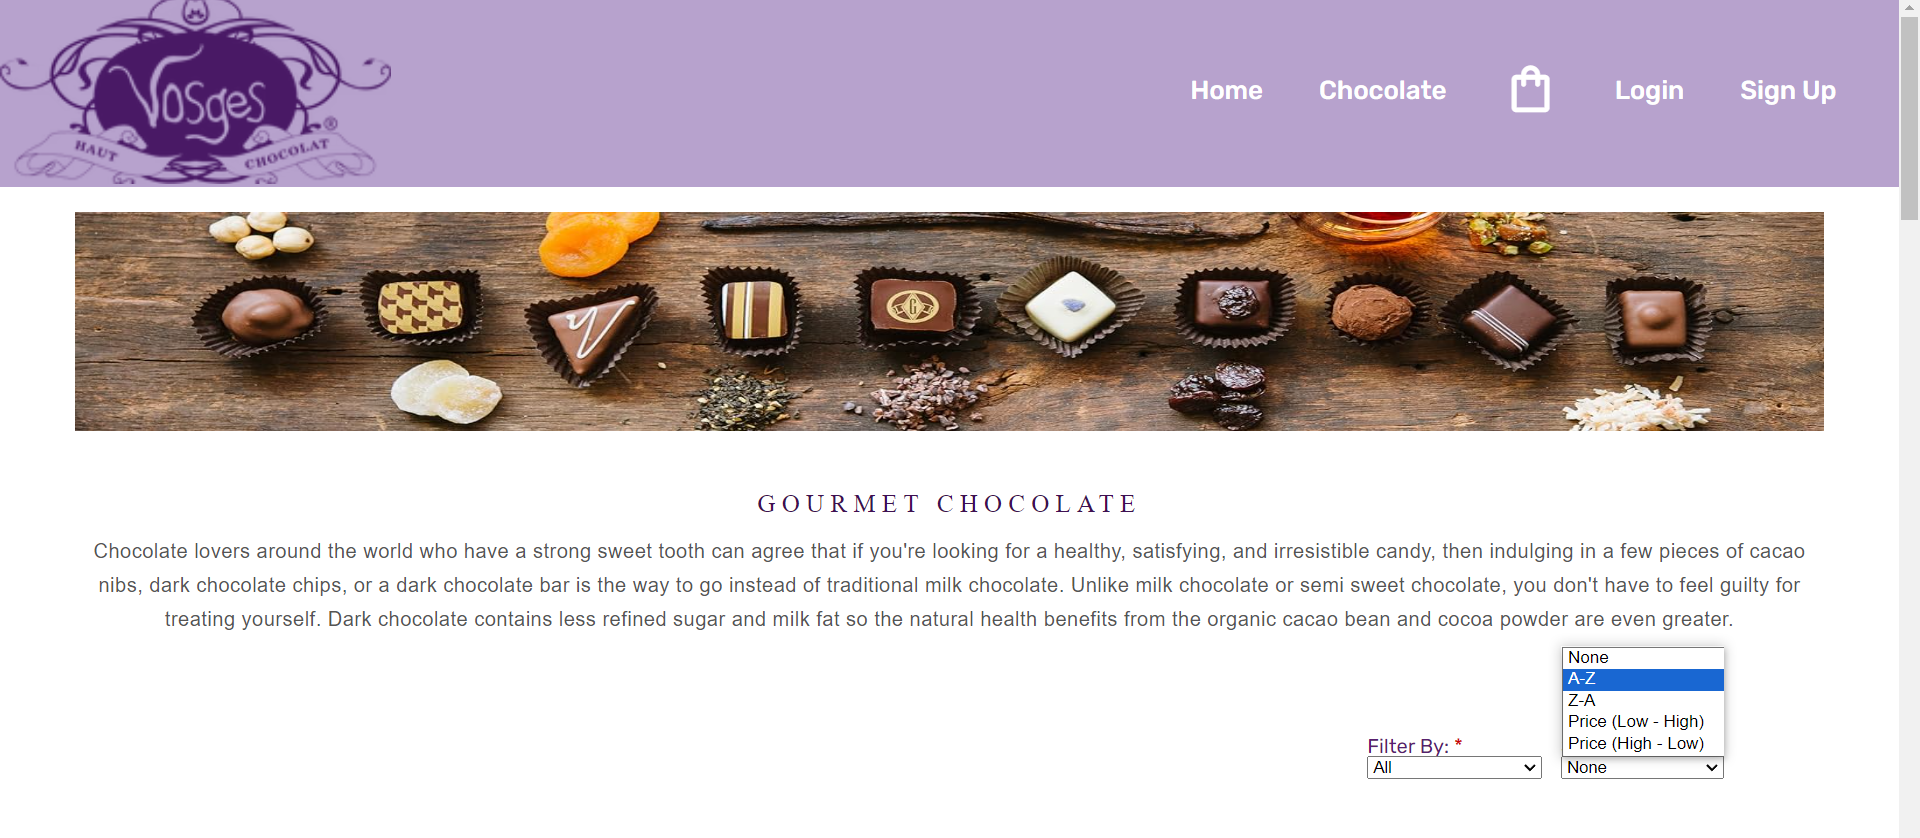 Vosges
HAUT CHOCOLAT
®
Home Chocolate Login Sign Up
GOURMET CHOCOLATE
Chocolate lovers around the world who have a strong sweet tooth can agree that if you're looking for a healthy, satisfying, and irresistible candy, then indulging in a few pieces of cacao
nibs, dark chocolate chips, or a dark chocolate bar is the way to go instead of traditional milk chocolate. Unlike milk chocolate or semi sweet chocolate, you don't have to feel guilty for
treating yourself. Dark chocolate contains less refined sugar and milk fat so the natural health benefits from the organic cacao bean and cocoa powder are even greater.
None
A-Z
Z-A
Price (Low - High)
Price (High - Low)
Filter By: *
All None